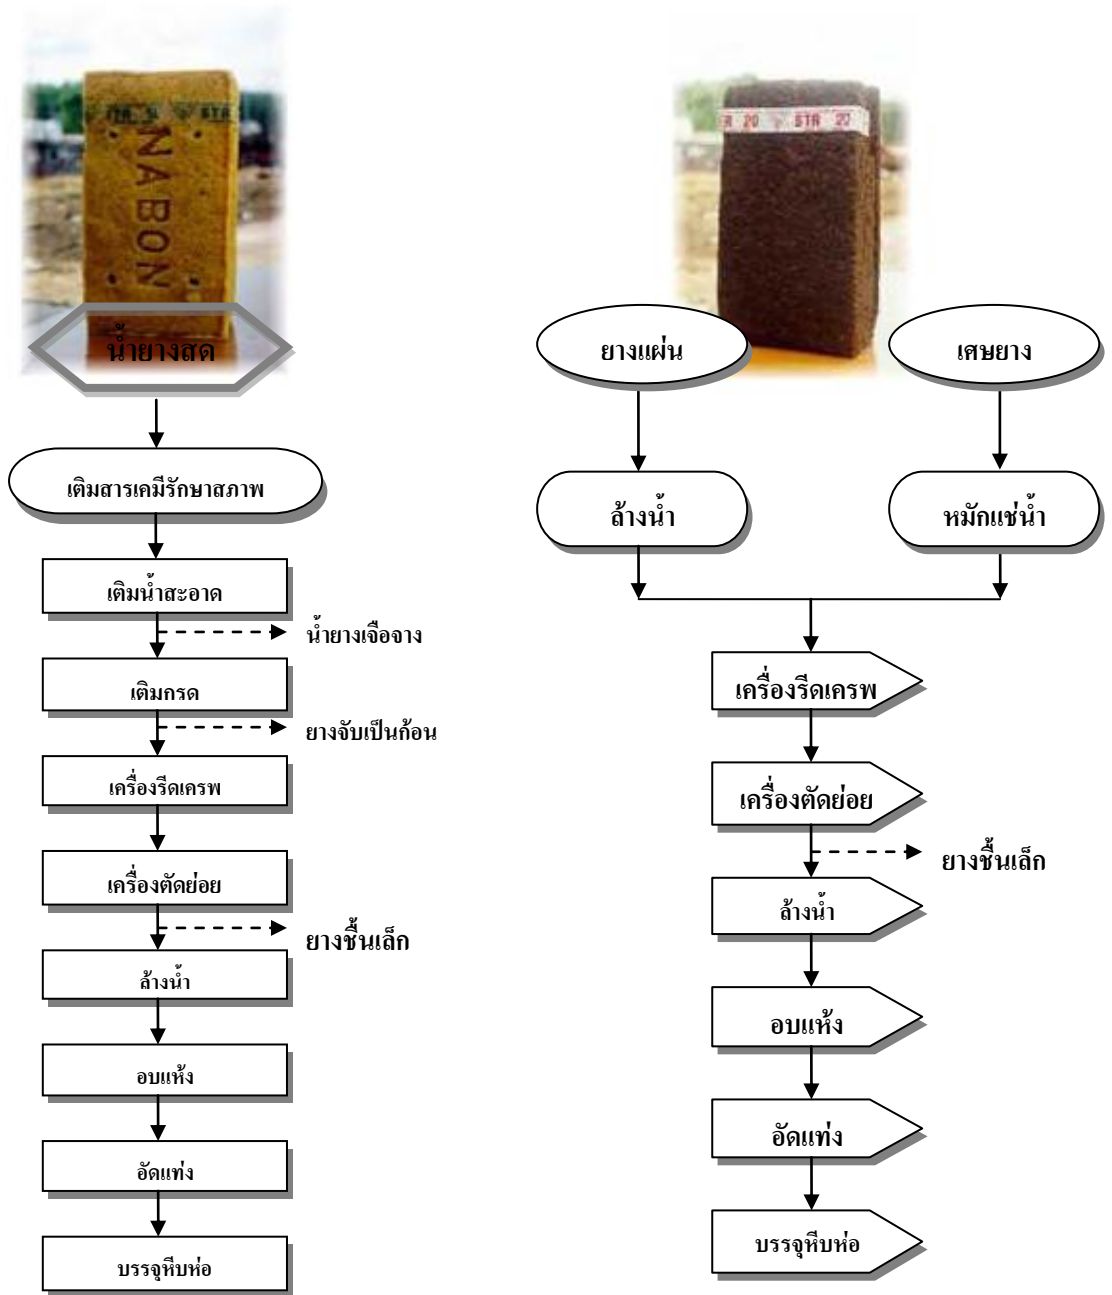 STR
NABON
20 STR 20
น้ำยางสด
เติมสารเคมีรักษาสภาพ
เติมน้ำสะอาด
น้ำยางเจือจาง
เติมกรด
ยางจับเป็นก้อน
เครื่องรีดเครพ
เครื่องตัดย่อย
ยางชิ้นเล็ก
ล้างน้ำ
อบแห้ง
อัดแท่ง
บรรจุหีบห่อ
ยางแผ่น
เศษยาง
ล้างน้ำ
หมักแช่น้ำ
เครื่องรีดเครพ
เครื่องตัดย่อย
ยางชิ้นเล็ก
ล้างน้ำ
อบแห้ง
อัดแท่ง
บรรจุหีบห่อ